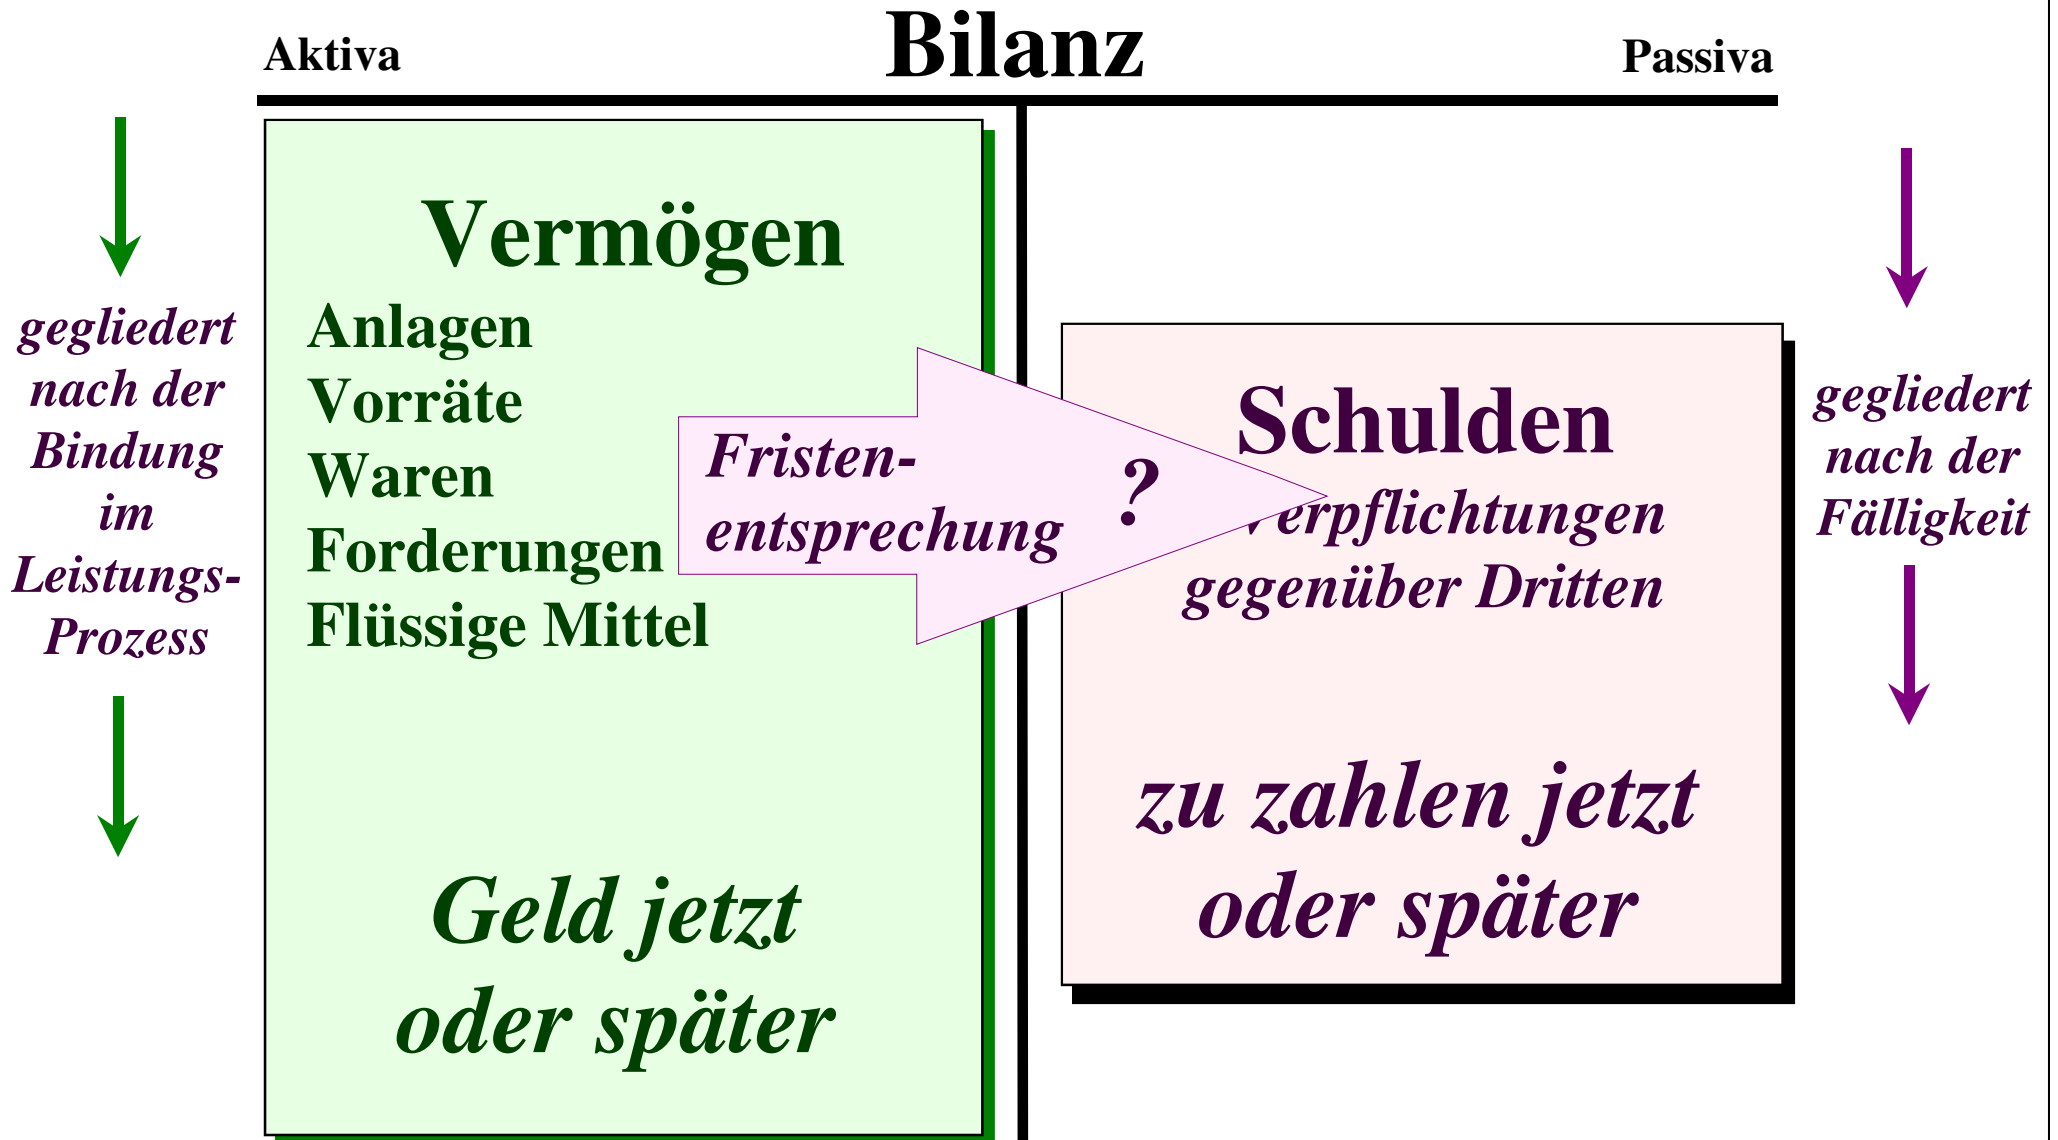 Bilanz
Aktiva
Passiva
gegliedert
nach der
Bindung
im
Leistungs-
Prozess
Vermögen
Anlagen
Vorräte
Waren
Forderungen
Flüssige Mittel
Geld jetzt
oder später
Fristen-
entsprechung ?
Schulden
Verpflichtungen
gegenüber Dritten
zu zahlen jetzt
oder später
gegliedert
nach der
Fälligkeit